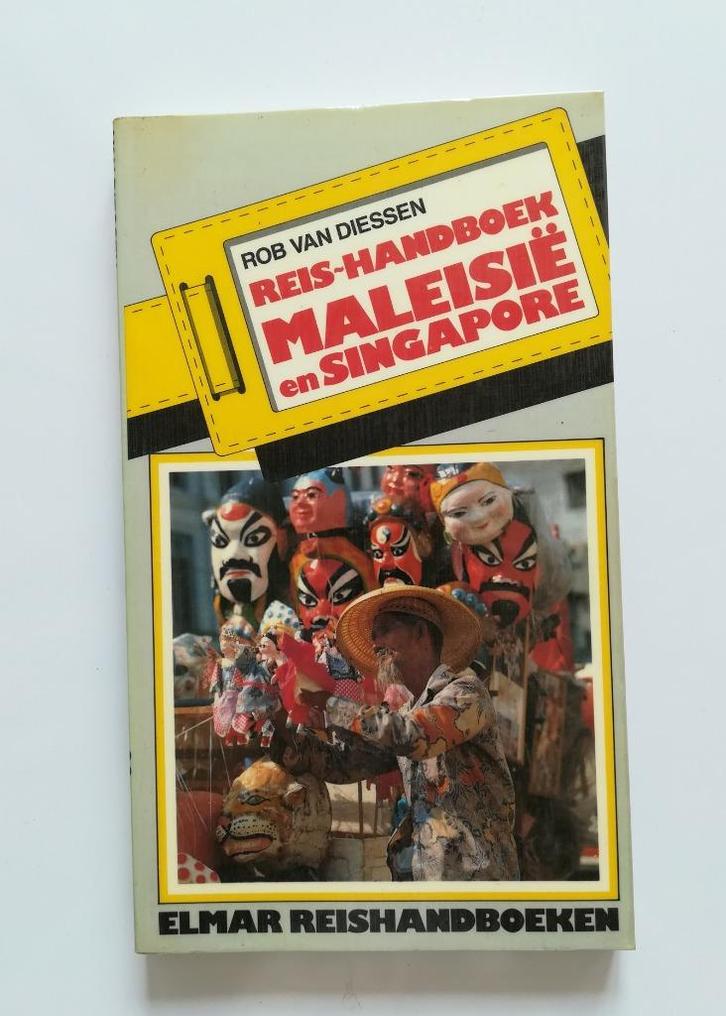 ROB VAN DIESSEN
REIS-HANDBOEK
MALEISIË
en SINGAPORE
ELMAR REISHANDBOEKEN